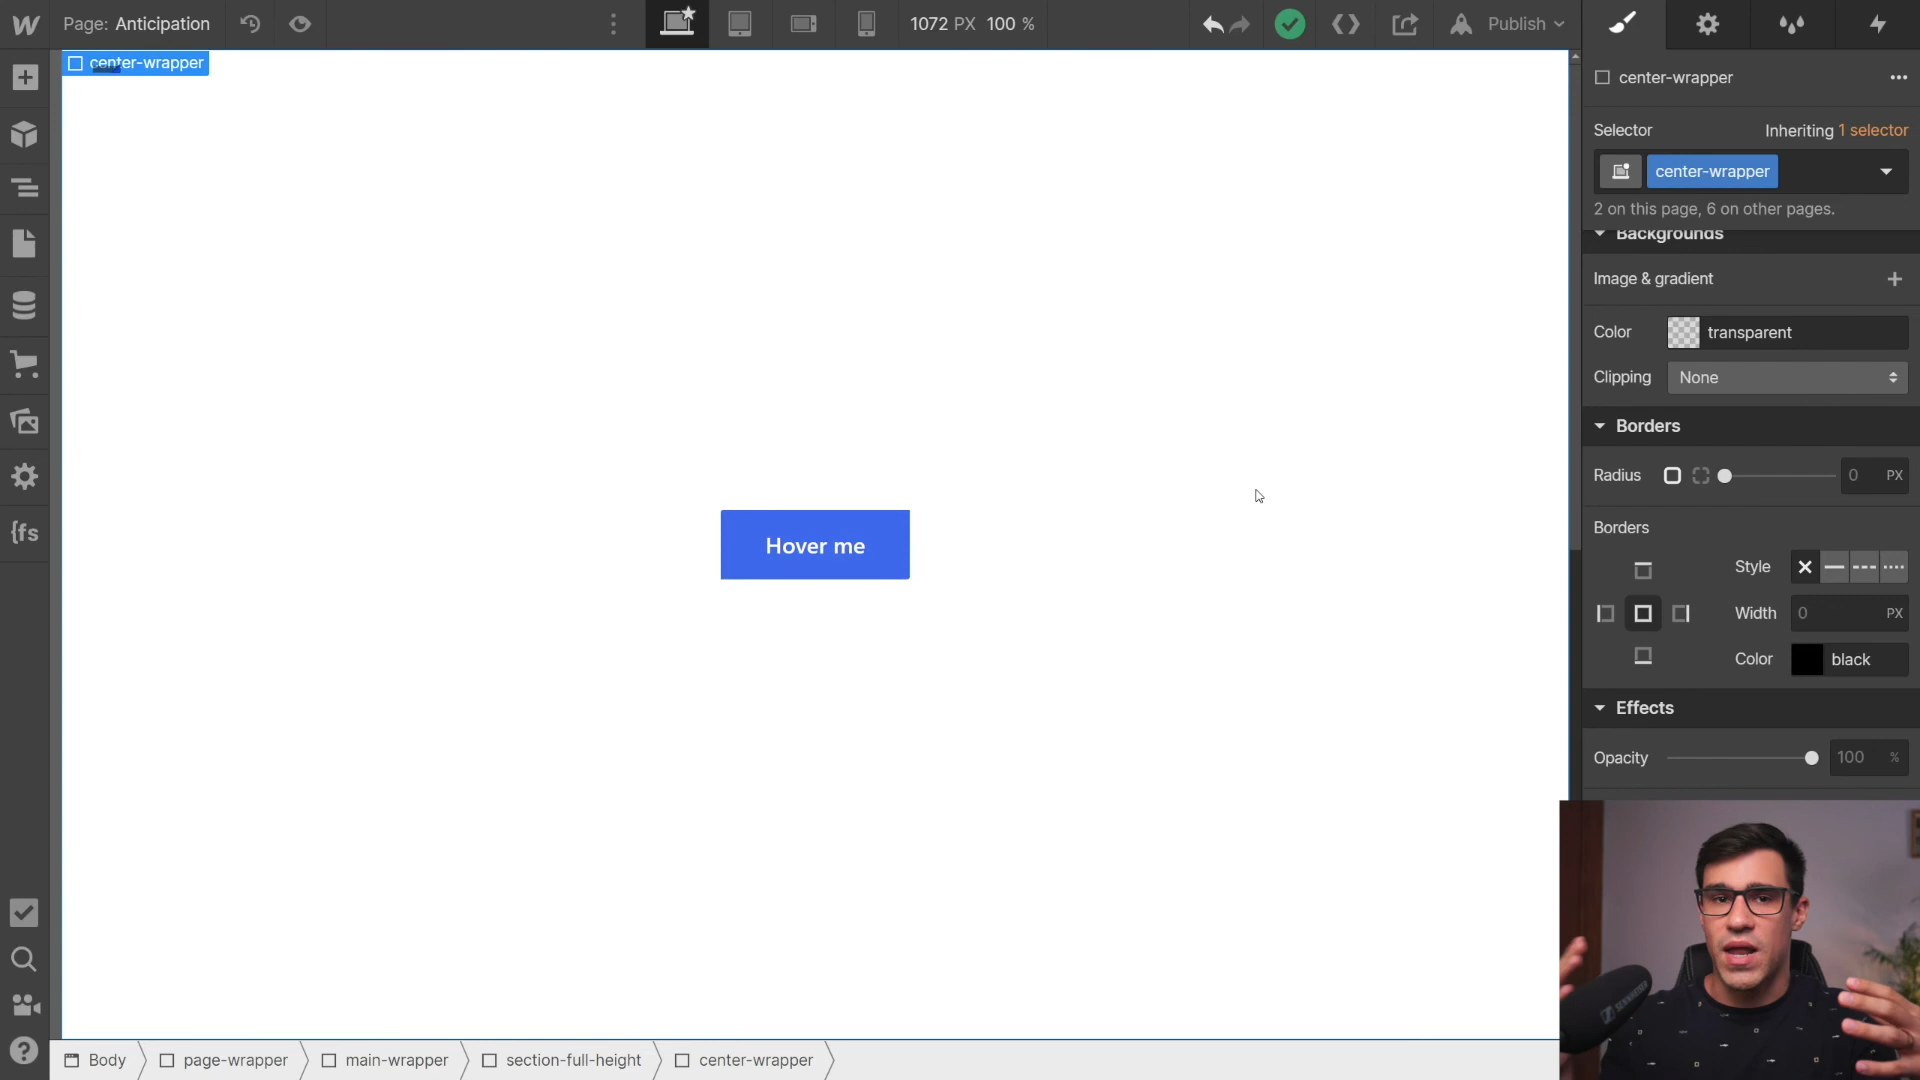 Page: Anticipation
1072 PX 100 %
Publish
center-wrapper
center-wrapper
Selector
Inheriting 1 selector
center-wrapper
2 on this page, 6 on other pages.
Backgrounds
Image & gradient
Color
transparent
Clipping
None
Borders
Radius
0 PX
Borders
Style
Width
0 PX
Color
black
Effects
Opacity
100 %
Hover me
{fs
SENNHEISER
Body
page-wrapper
main-wrapper
section-full-height
center-wrapper